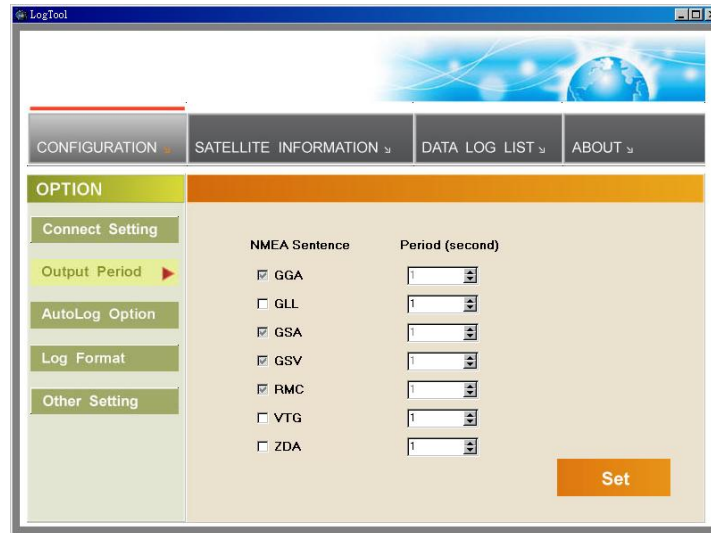 LogTool
CONFIGURATION SATELLITE INFORMATION DATA LOG LIST ABOUT
OPTION
Connect Setting
Output Period
AutoLog Option
Log Format
Other Setting
NMEA Sentence Period (second)
GGA 1
GLL 1
GSA 1
GSV 1
RMC 1
VTG 1
ZDA 1
Set